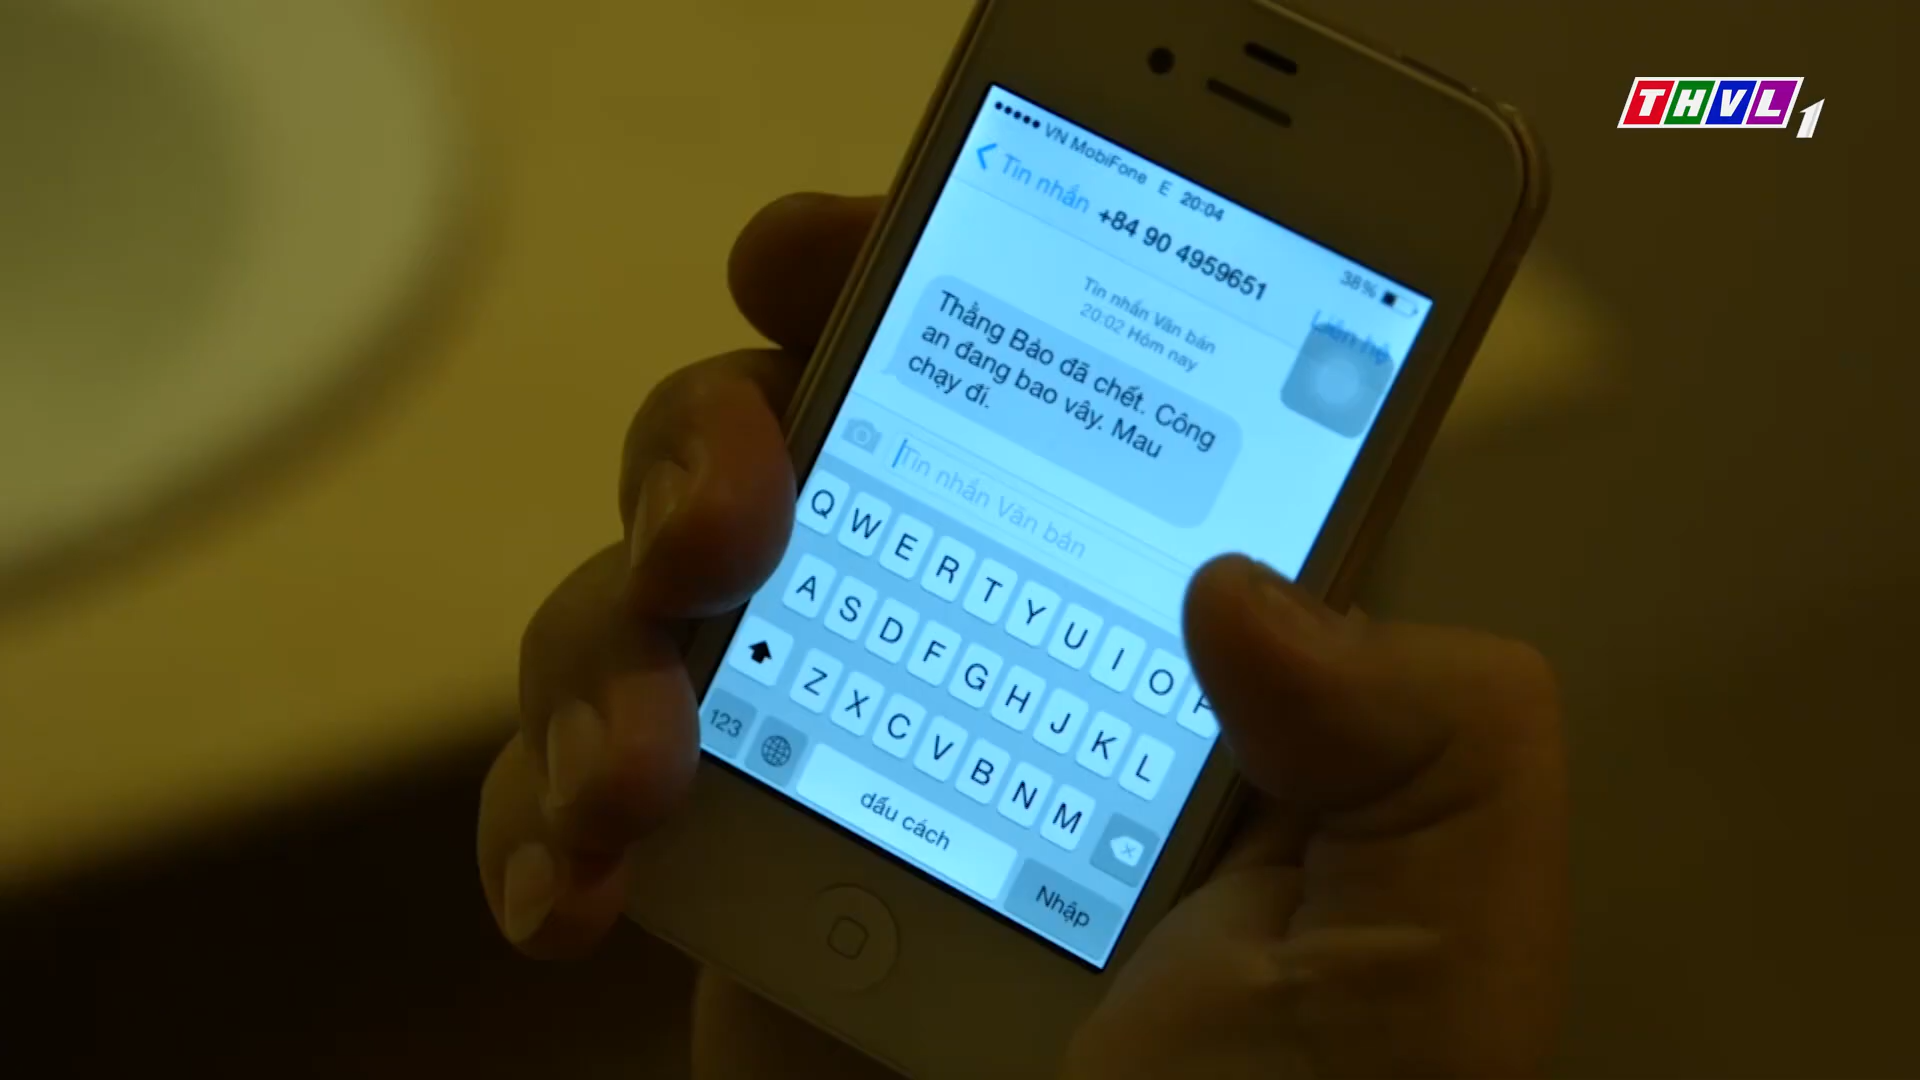 THVL1
VN MobiFone E 20:04 38%
Tin nhắn +84 90 4959651 Liên hệ
Tin nhắn Văn bản
20:02 Hôm nay
Thằng Bảo đã chết. Công
an đang bao vây. Mau
chạy đi.
Tin nhắn Văn bản
Q W E R T Y U I O P
A S D F G H J K L
Z X C V B N M
123 dấu cách Nhập